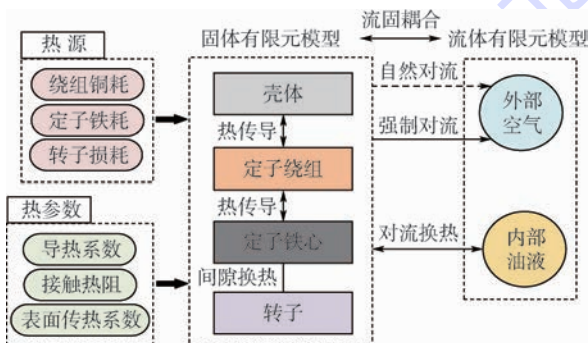 热 源
绕组铜耗
定子铁耗
转子损耗
热参数
导热系数
接触热阻
表面传热系数
固体有限元模型
流固耦合
流体有限元模型
壳体
热传导
定子绕组
热传导
定子铁心
间隙换热
转子
自然对流
强制对流
对流换热
外部
空气
内部
油液